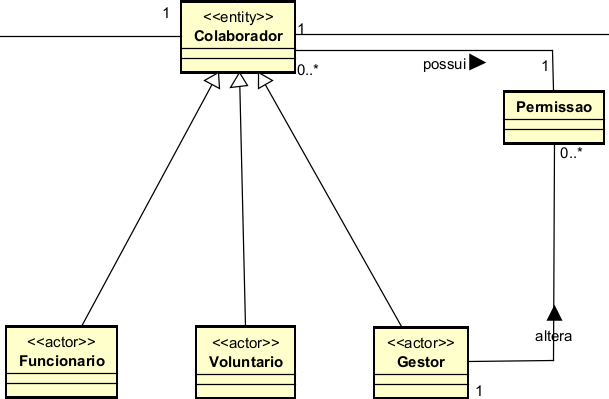 1
<<entity>>
Colaborador
1
0..*
possui
1
Permissao
0..*
altera
<<actor>>
Funcionario
<<actor>>
Voluntario
<<actor>>
Gestor
1